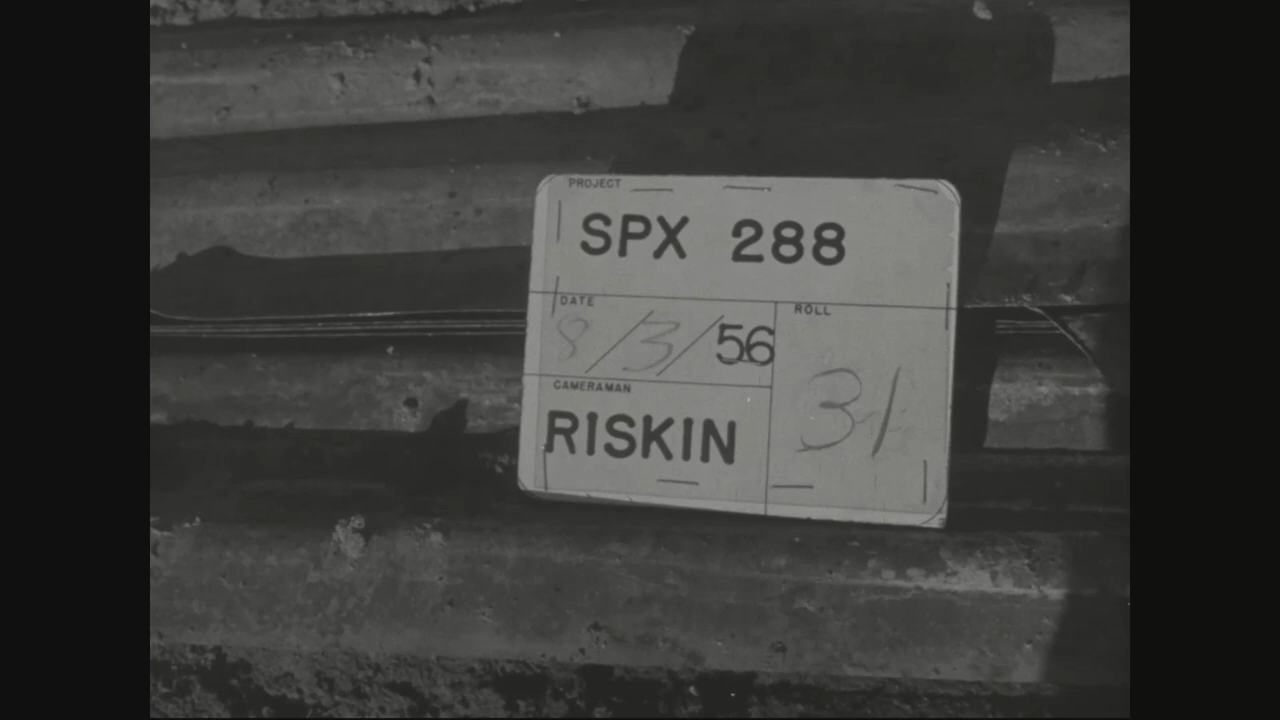 PROJECT
SPX 288
DATE
8/3/56
ROLL
31
CAMERAMAN
RISKIN